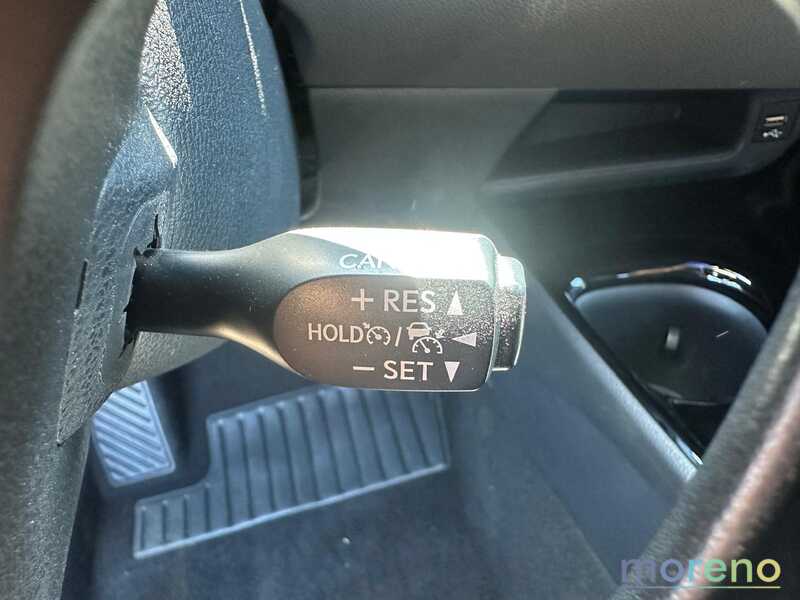 + RES ▲
HOLD / ◄
− SET ▼
moreno